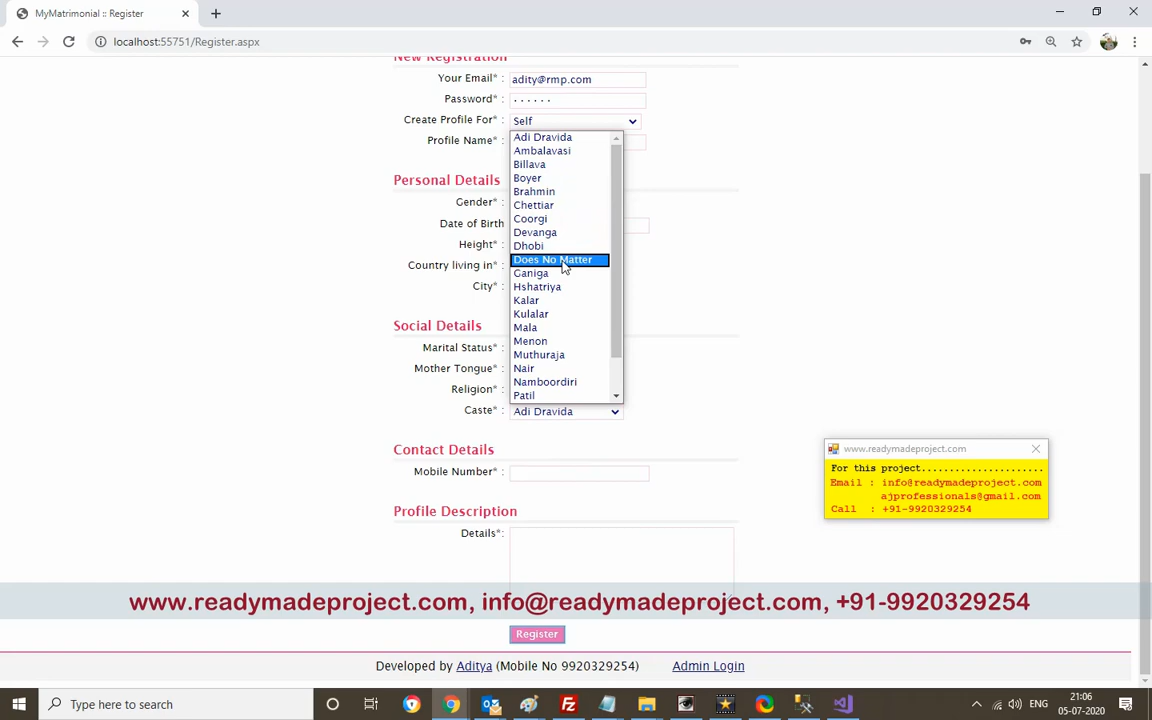 MyMatrimonial :: Register
localhost:55751/Register.aspx
New Registration
Your Email* : adity@rmp.com
Password* : ······
Create Profile For* : Self
Profile Name* :
Adi Dravida
Ambalavasi
Billava
Boyer
Brahmin
Chettiar
Coorgi
Devanga
Dhobi
Does No Matter
Ganiga
Hshatriya
Kalar
Kulalar
Mala
Menon
Muthuraja
Nair
Namboordiri
Patil
Personal Details
Gender* :
Date of Birth
Height* :
Country living in* :
City* :
Social Details
Marital Status* :
Mother Tongue* :
Religion* :
Caste* : Adi Dravida
Contact Details
Mobile Number* :
www.readymadeproject.com
For this project......................
Email : info@readymadeproject.com
ajprofessionals@gmail.com
Call : +91-9920329254
Profile Description
Details*:
www.readymadeproject.com, info@readymadeproject.com, +91-9920329254
Register
Developed by Aditya (Mobile No 9920329254) Admin Login
Type here to search
ENG
21:06
05-07-2020